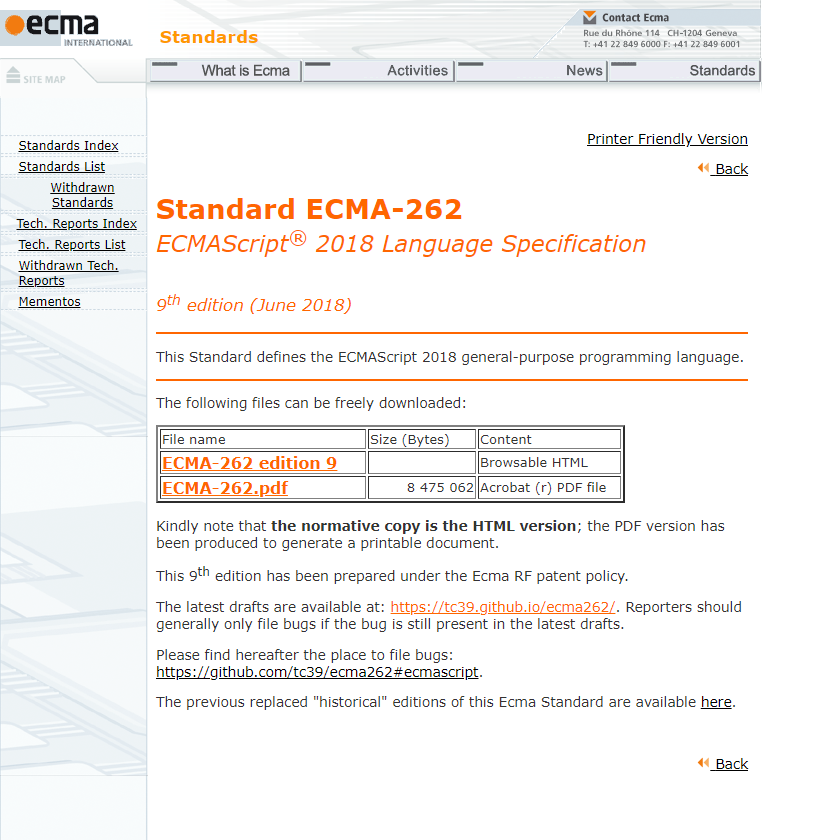 ecma
INTERNATIONAL
Standards
Contact Ecma
Rue du Rhône 114 CH-1204 Geneva
T: +41 22 849 6000 F: +41 22 849 6001
SITE MAP
What is Ecma
Activities
News
Standards
Standards Index
Standards List
Withdrawn
Standards
Tech. Reports Index
Tech. Reports List
Withdrawn Tech.
Reports
Mementos
Printer Friendly Version
Back
Standard ECMA-262
ECMAScript® 2018 Language Specification
9th edition (June 2018)
This Standard defines the ECMAScript 2018 general-purpose programming language.
The following files can be freely downloaded:
File name Size (Bytes) Content
ECMA-262 edition 9 Browsable HTML
ECMA-262.pdf 8 475 062 Acrobat (r) PDF file
Kindly note that the normative copy is the HTML version; the PDF version has
been produced to generate a printable document.
This 9th edition has been prepared under the Ecma RF patent policy.
The latest drafts are available at: https://tc39.github.io/ecma262/. Reporters should
generally only file bugs if the bug is still present in the latest drafts.
Please find hereafter the place to file bugs:
https://github.com/tc39/ecma262#ecmascript.
The previous replaced "historical" editions of this Ecma Standard are available here.
Back